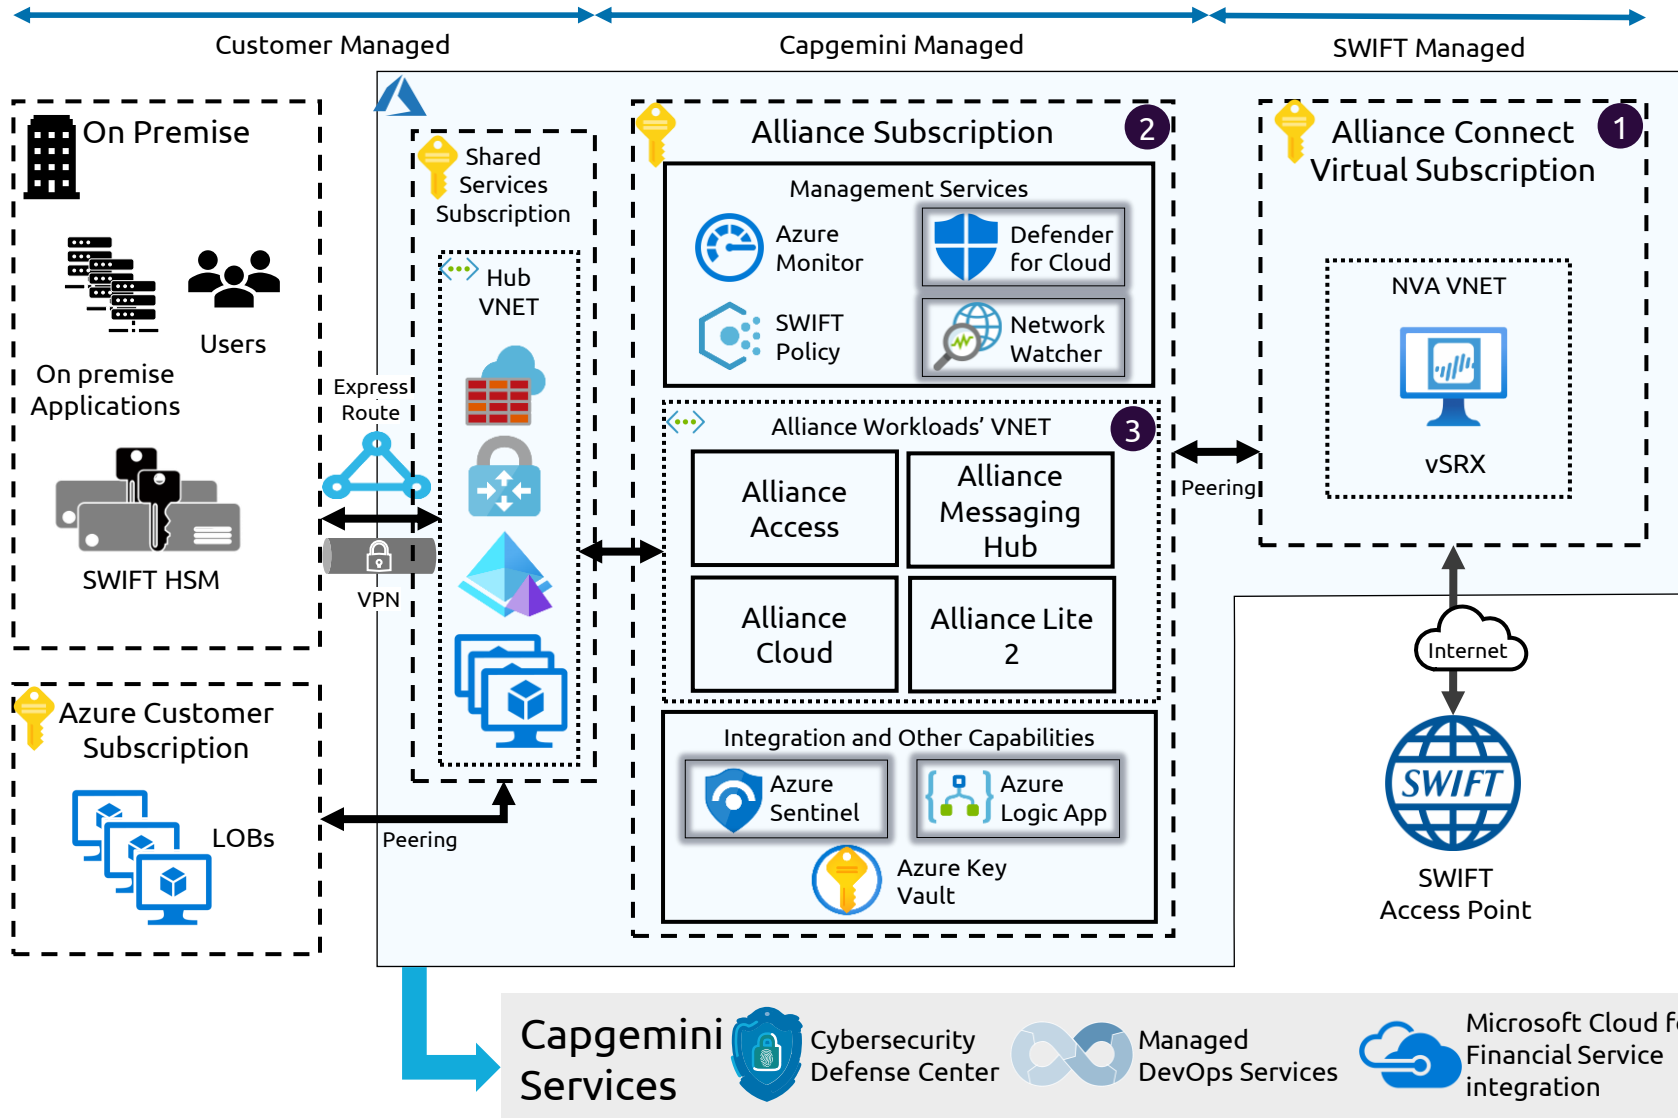 Customer Managed
Capgemini Managed
SWIFT Managed
On Premise
Users
On premise
Applications
SWIFT HSM
Express
Route
VPN
Azure Customer
Subscription
LOBs
Peering
Shared
Services
Subscription
Hub
VNET
Alliance Subscription
2
Management Services
Azure
Monitor
Defender
for Cloud
SWIFT
Policy
Network
Watcher
Alliance Workloads’ VNET
3
Alliance
Access
Alliance
Messaging
Hub
Alliance
Cloud
Alliance Lite
2
Integration and Other Capabilities
Azure
Sentinel
Azure
Logic App
Azure Key
Vault
Peering
Alliance Connect
Virtual Subscription
1
NVA VNET
vSRX
Internet
SWIFT
SWIFT
Access Point
Capgemini
Services
Cybersecurity
Defense Center
Managed
DevOps Services
Microsoft Cloud fo
Financial Service
integration